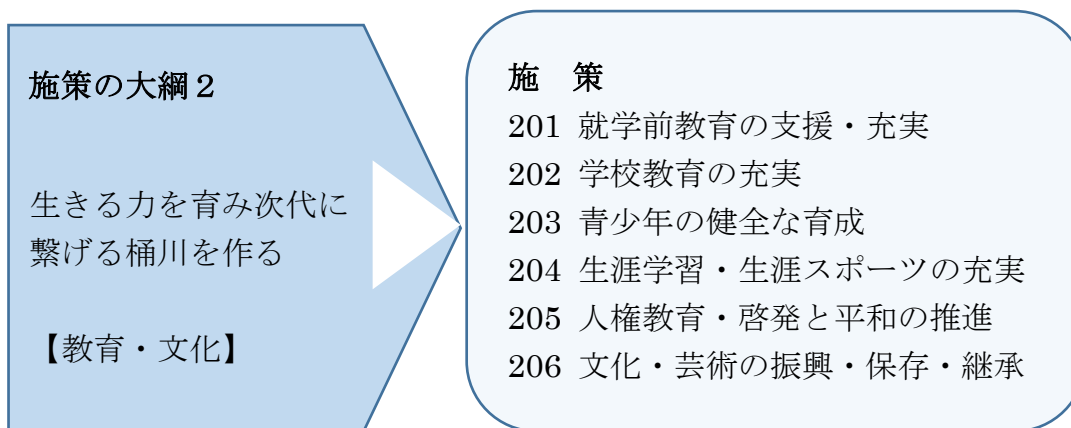 施策の大綱２
生きる力を育み次代に
繋げる桶川を作る
【教育・文化】
施　策
201 就学前教育の支援・充実
202 学校教育の充実
203 青少年の健全な育成
204 生涯学習・生涯スポーツの充実
205 人権教育・啓発と平和の推進
206 文化・芸術の振興・保存・継承